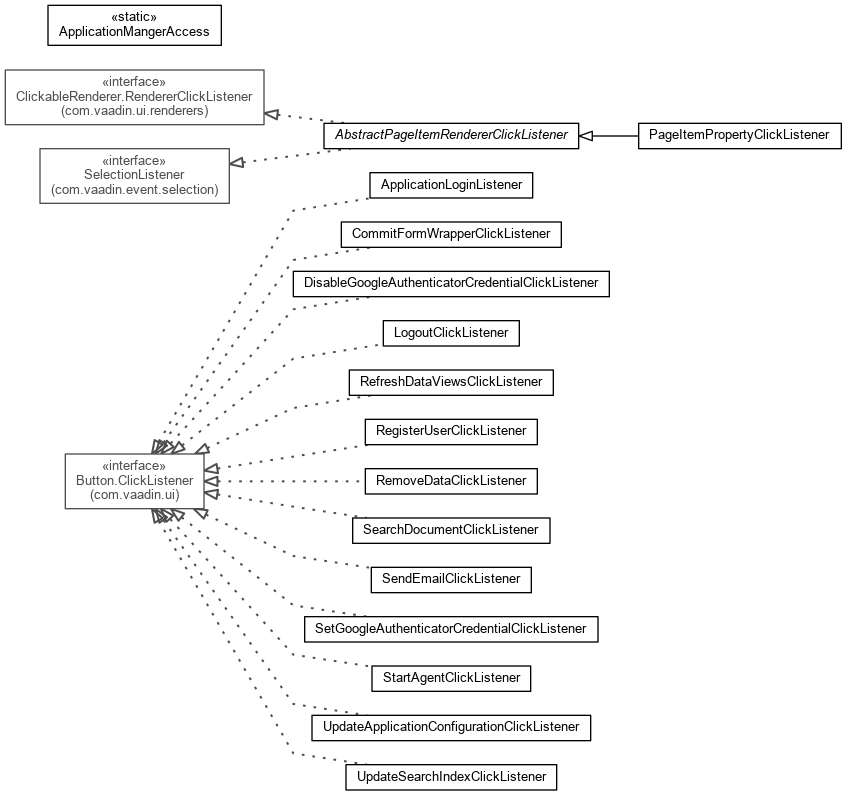 «static»
ApplicationMangerAccess
«interface»
ClickableRenderer.RendererClickListener
(com.vaadin.ui.renderers)
AbstractPageItemRendererClickListener
PageItemPropertyClickListener
«interface»
SelectionListener
(com.vaadin.event.selection)
ApplicationLoginListener
CommitFormWrapperClickListener
DisableGoogleAuthenticatorCredentialClickListener
LogoutClickListener
RefreshDataViewsClickListener
RegisterUserClickListener
«interface»
Button.ClickListener
(com.vaadin.ui)
RemoveDataClickListener
SearchDocumentClickListener
SendEmailClickListener
SetGoogleAuthenticatorCredentialClickListener
StartAgentClickListener
UpdateApplicationConfigurationClickListener
UpdateSearchIndexClickListener